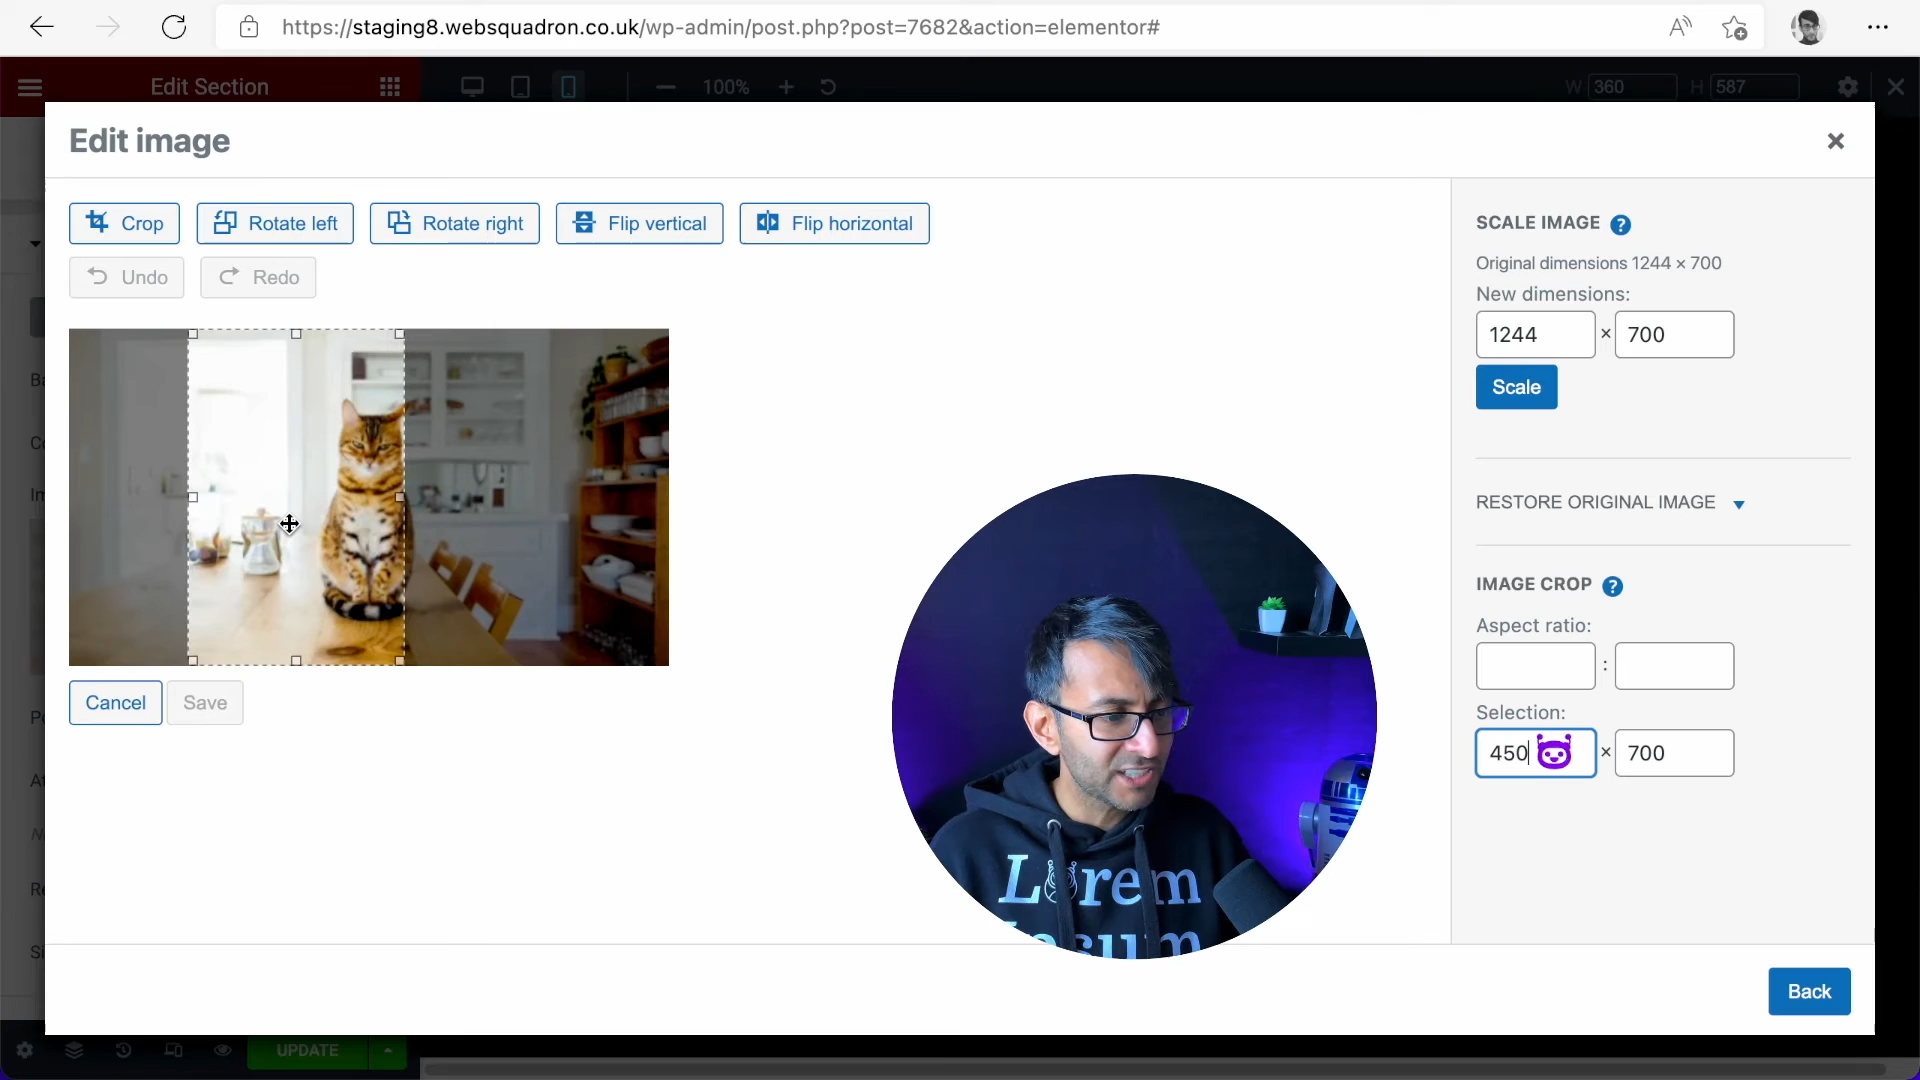 https://staging8.websquadron.co.uk/wp-admin/post.php?post=7682&action=elementor#
Edit Section
100%
W 360
H 587
Edit image
Crop
Rotate left
Rotate right
Flip vertical
Flip horizontal
Undo
Redo
SCALE IMAGE
Original dimensions 1244 × 700
New dimensions:
1244 × 700
Scale
RESTORE ORIGINAL IMAGE
IMAGE CROP
Aspect ratio:
:
Selection:
450 × 700
Cancel
Save
Lorem
Back
UPDATE